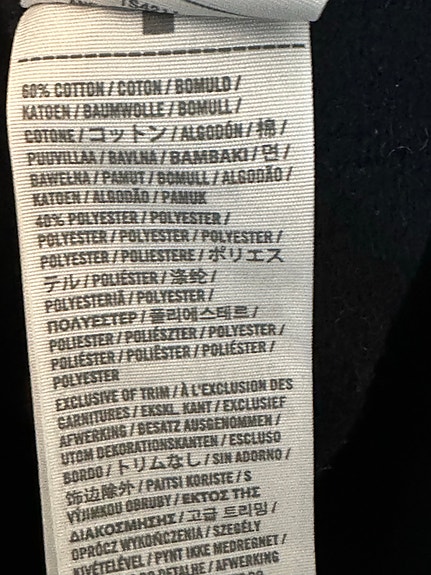 60% COTTON / COTON / BOMULD /
KATOEN / BAUMWOLLE / BOMULL /
COTONE / コットン / ALGODÓN / 棉 /
PUUVILLAA / BAVLNA / BAMBAKI / 면 /
BAWEŁNA / PAMUT / BOMULL / ALGODÃO /
KATOEN / ALGODÃO / PAMUK
40% POLYESTER / POLYESTER /
POLYESTER / POLYESTER / POLYESTER /
POLYESTER / POLIESTERE / ポリエス
テル / POLIÉSTER / 涤纶 /
POLYESTERIÄ / POLYESTER /
ΠΟΛΥΕΣΤΕΡ / 폴리에스테르 /
POLIESTER / POLIÉSZTER / POLYESTER /
POLIÉSTER / POLIÈSTER / POLIÉSTER /
POLYESTER
EXCLUSIVE OF TRIM / À L'EXCLUSION DES
GARNITURES / EKSKL. KANT / EXCLUSIEF
AFWERKING / BESATZ AUSGENOMMEN /
UTOM DEKORATIONSKANTEN / ESCLUSO
BORDO / トリムなし / SIN ADORNO /
饰边除外 / PAITSI KORISTE / S
VÝJIMKOU OBRUBY / ΕΚΤΟΣ ΤΗΣ
ΔΙΑΚΟΣΜΗΣΗΣ / 고급 트리밍 /
OPRÓCZ WYKOŃCZENIA / SZEGÉLY
KIVÉTELÉVEL / PYNT IKKE MEDREGNET /
DETALHE / AFWERKING